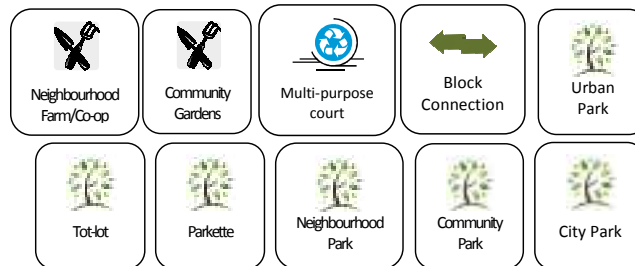 Neighbourhood
Farm/Co-op
Community
Gardens
Multi-purpose
court
Block
Connection
Urban
Park
Tot-lot
Parkette
Neighbourhood
Park
Community
Park
City Park